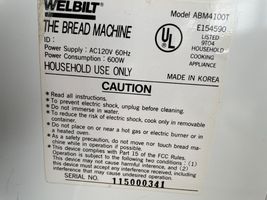 WELBILT®
Model ABM4100T
THE BREAD MACHINE
E154590
ID :
LISTED
Power Supply : AC120V 60Hz
9T04
Power Consumption : 600W
HOUSEHOLD
COOKING
APPLIANCE
HOUSEHOLD USE ONLY
MADE IN KOREA
CAUTION
Read all instructions.
To prevent electric shock, unplug before cleaning.
Do not immerse in water.
To reduce the risk of electric shock, cook only in removable
container.
Do not place on or near a hot gas or electric burner or in
a heated oven.
As a safety precaution, do not move nor touch bread ma-
chine while in operation.
This device complies with Part 15 of the FCC Rules.
Operation is subject to the following two conditions : (1)
This device may not cause harmful interference, and (2)
this device must accept any interference received, including
interference that may cause undesired operation.
SERIAL NO. 115000341